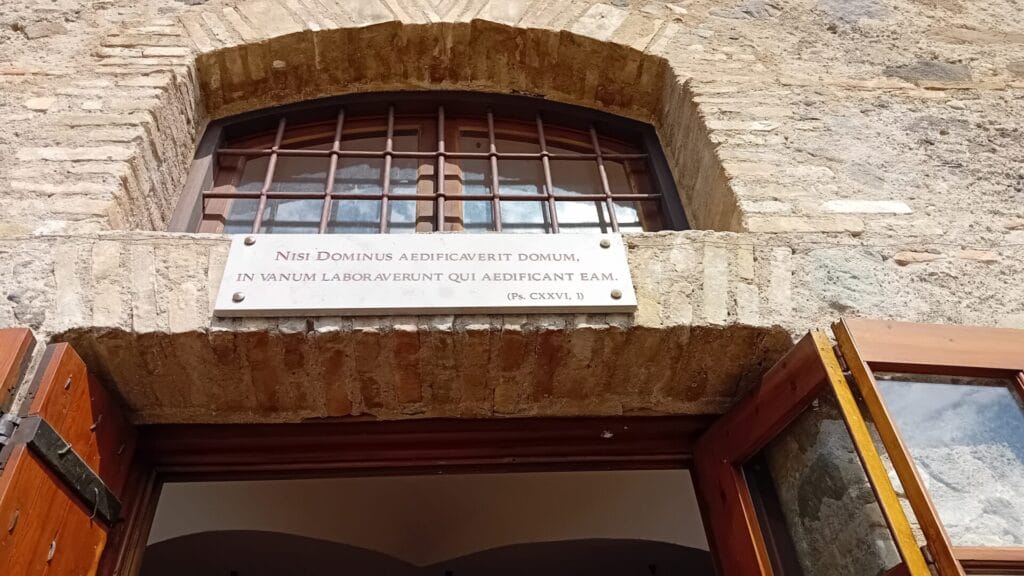 Nisi Dominus aedificaverit domum,
in vanum laboraverunt qui aedificant eam.
(Ps. CXXVI, 1)